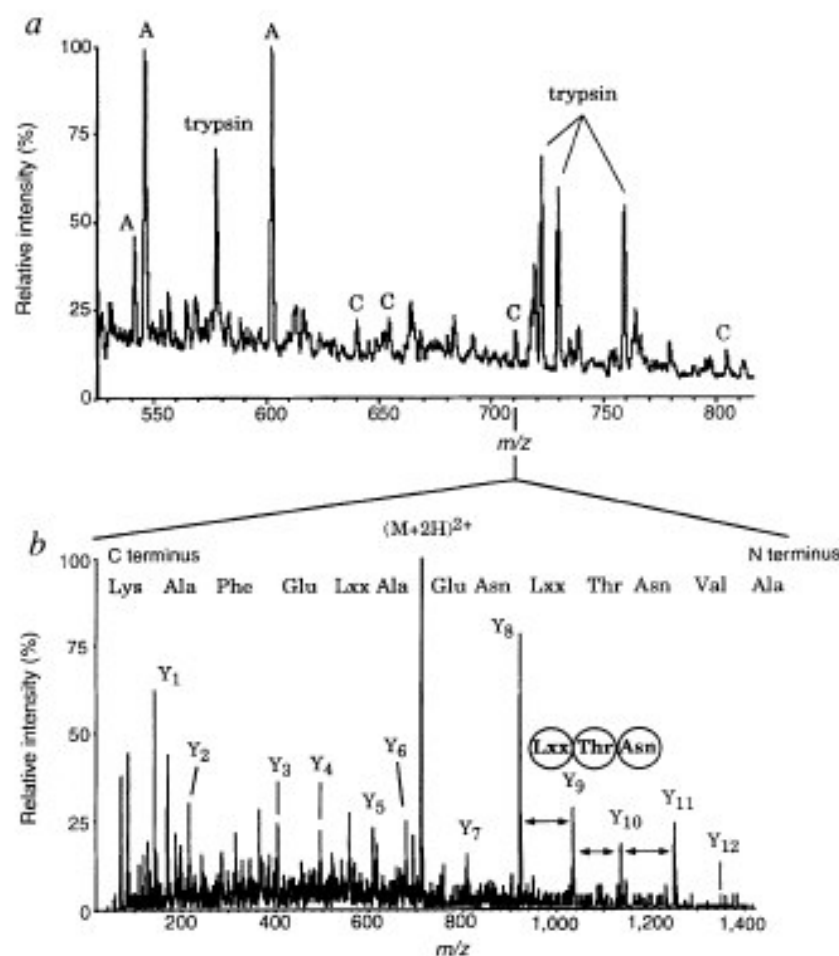 a
A
A
100
trypsin
trypsin
75
Relative intensity (%)
50
A
25
C
C
C
C
0
550
600
650
700
750
800
m/z
b
(M+2H)2+
100
C terminus
N terminus
Lys Ala Phe Glu Lxx Ala Glu Asn Lxx Thr Asn Val Ala
Y8
75
Relative intensity (%)
Y1
Lxx Thr Asn
50
Y2
Y3
Y4
Y6
Y9
Y5
Y11
Y10
25
Y7
Y12
0
200
400
600
800
1,000
1,200
1,400
m/z